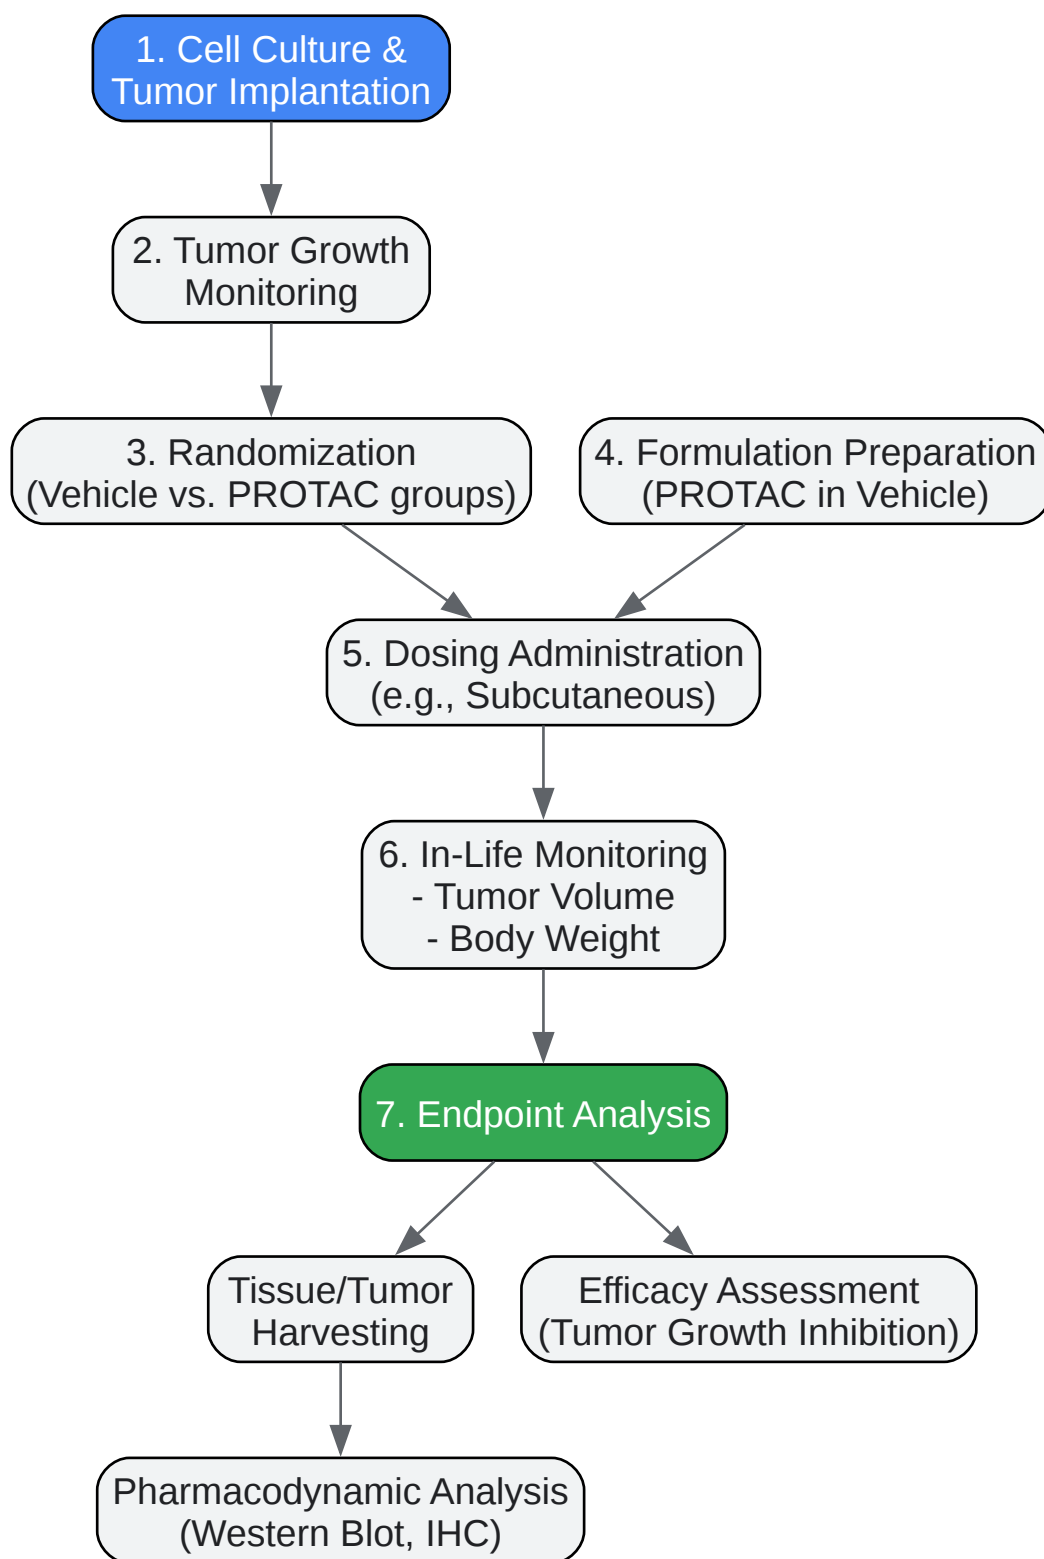 1. Cell Culture &
Tumor Implantation
2. Tumor Growth
Monitoring
3. Randomization
(Vehicle vs. PROTAC groups)
4. Formulation Preparation
(PROTAC in Vehicle)
5. Dosing Administration
(e.g., Subcutaneous)
6. In-Life Monitoring
- Tumor Volume
- Body Weight
7. Endpoint Analysis
Tissue/Tumor
Harvesting
Efficacy Assessment
(Tumor Growth Inhibition)
Pharmacodynamic Analysis
(Western Blot, IHC)